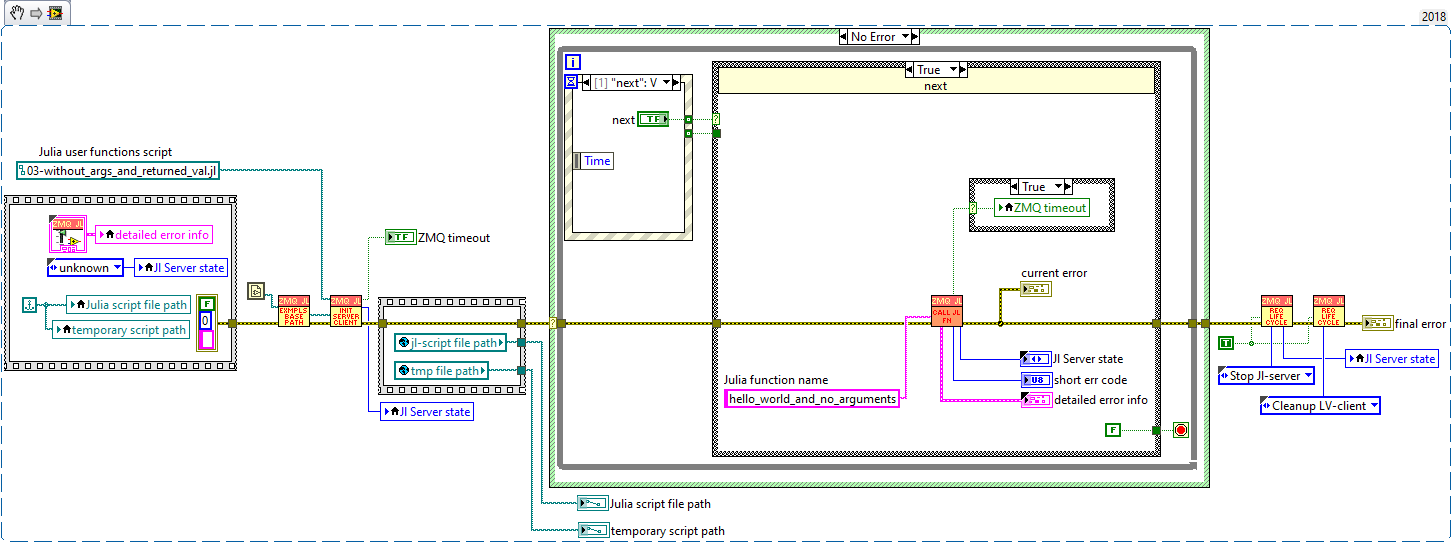 2018
No Error
i
[1] "next": V
True
next
next
TF
?
Time
Julia user functions script
03-without_args_and_returned_val.jl
True
?
ZMQ timeout
ZMQ JL
detailed error info
TF
ZMQ timeout
unknown
Jl Server state
Julia script file path
temporary script path
F
0
ZMQ JL
EXMPLS
BASE
PATH
ZMQ JL
INIT
SERVER
CLIENT
jl-script file path
tmp file path
Jl Server state
?
current error
ZMQ JL
CALL JL
FN
Jl Server state
U8
short err code
detailed error info
Julia function name
hello_world_and_no_arguments
F
ZMQ JL
REQ
LIFE
CYCLE
ZMQ JL
REQ
LIFE
CYCLE
final error
T
Jl Server state
Stop Jl-server
Cleanup LV-client
Julia script file path
temporary script path